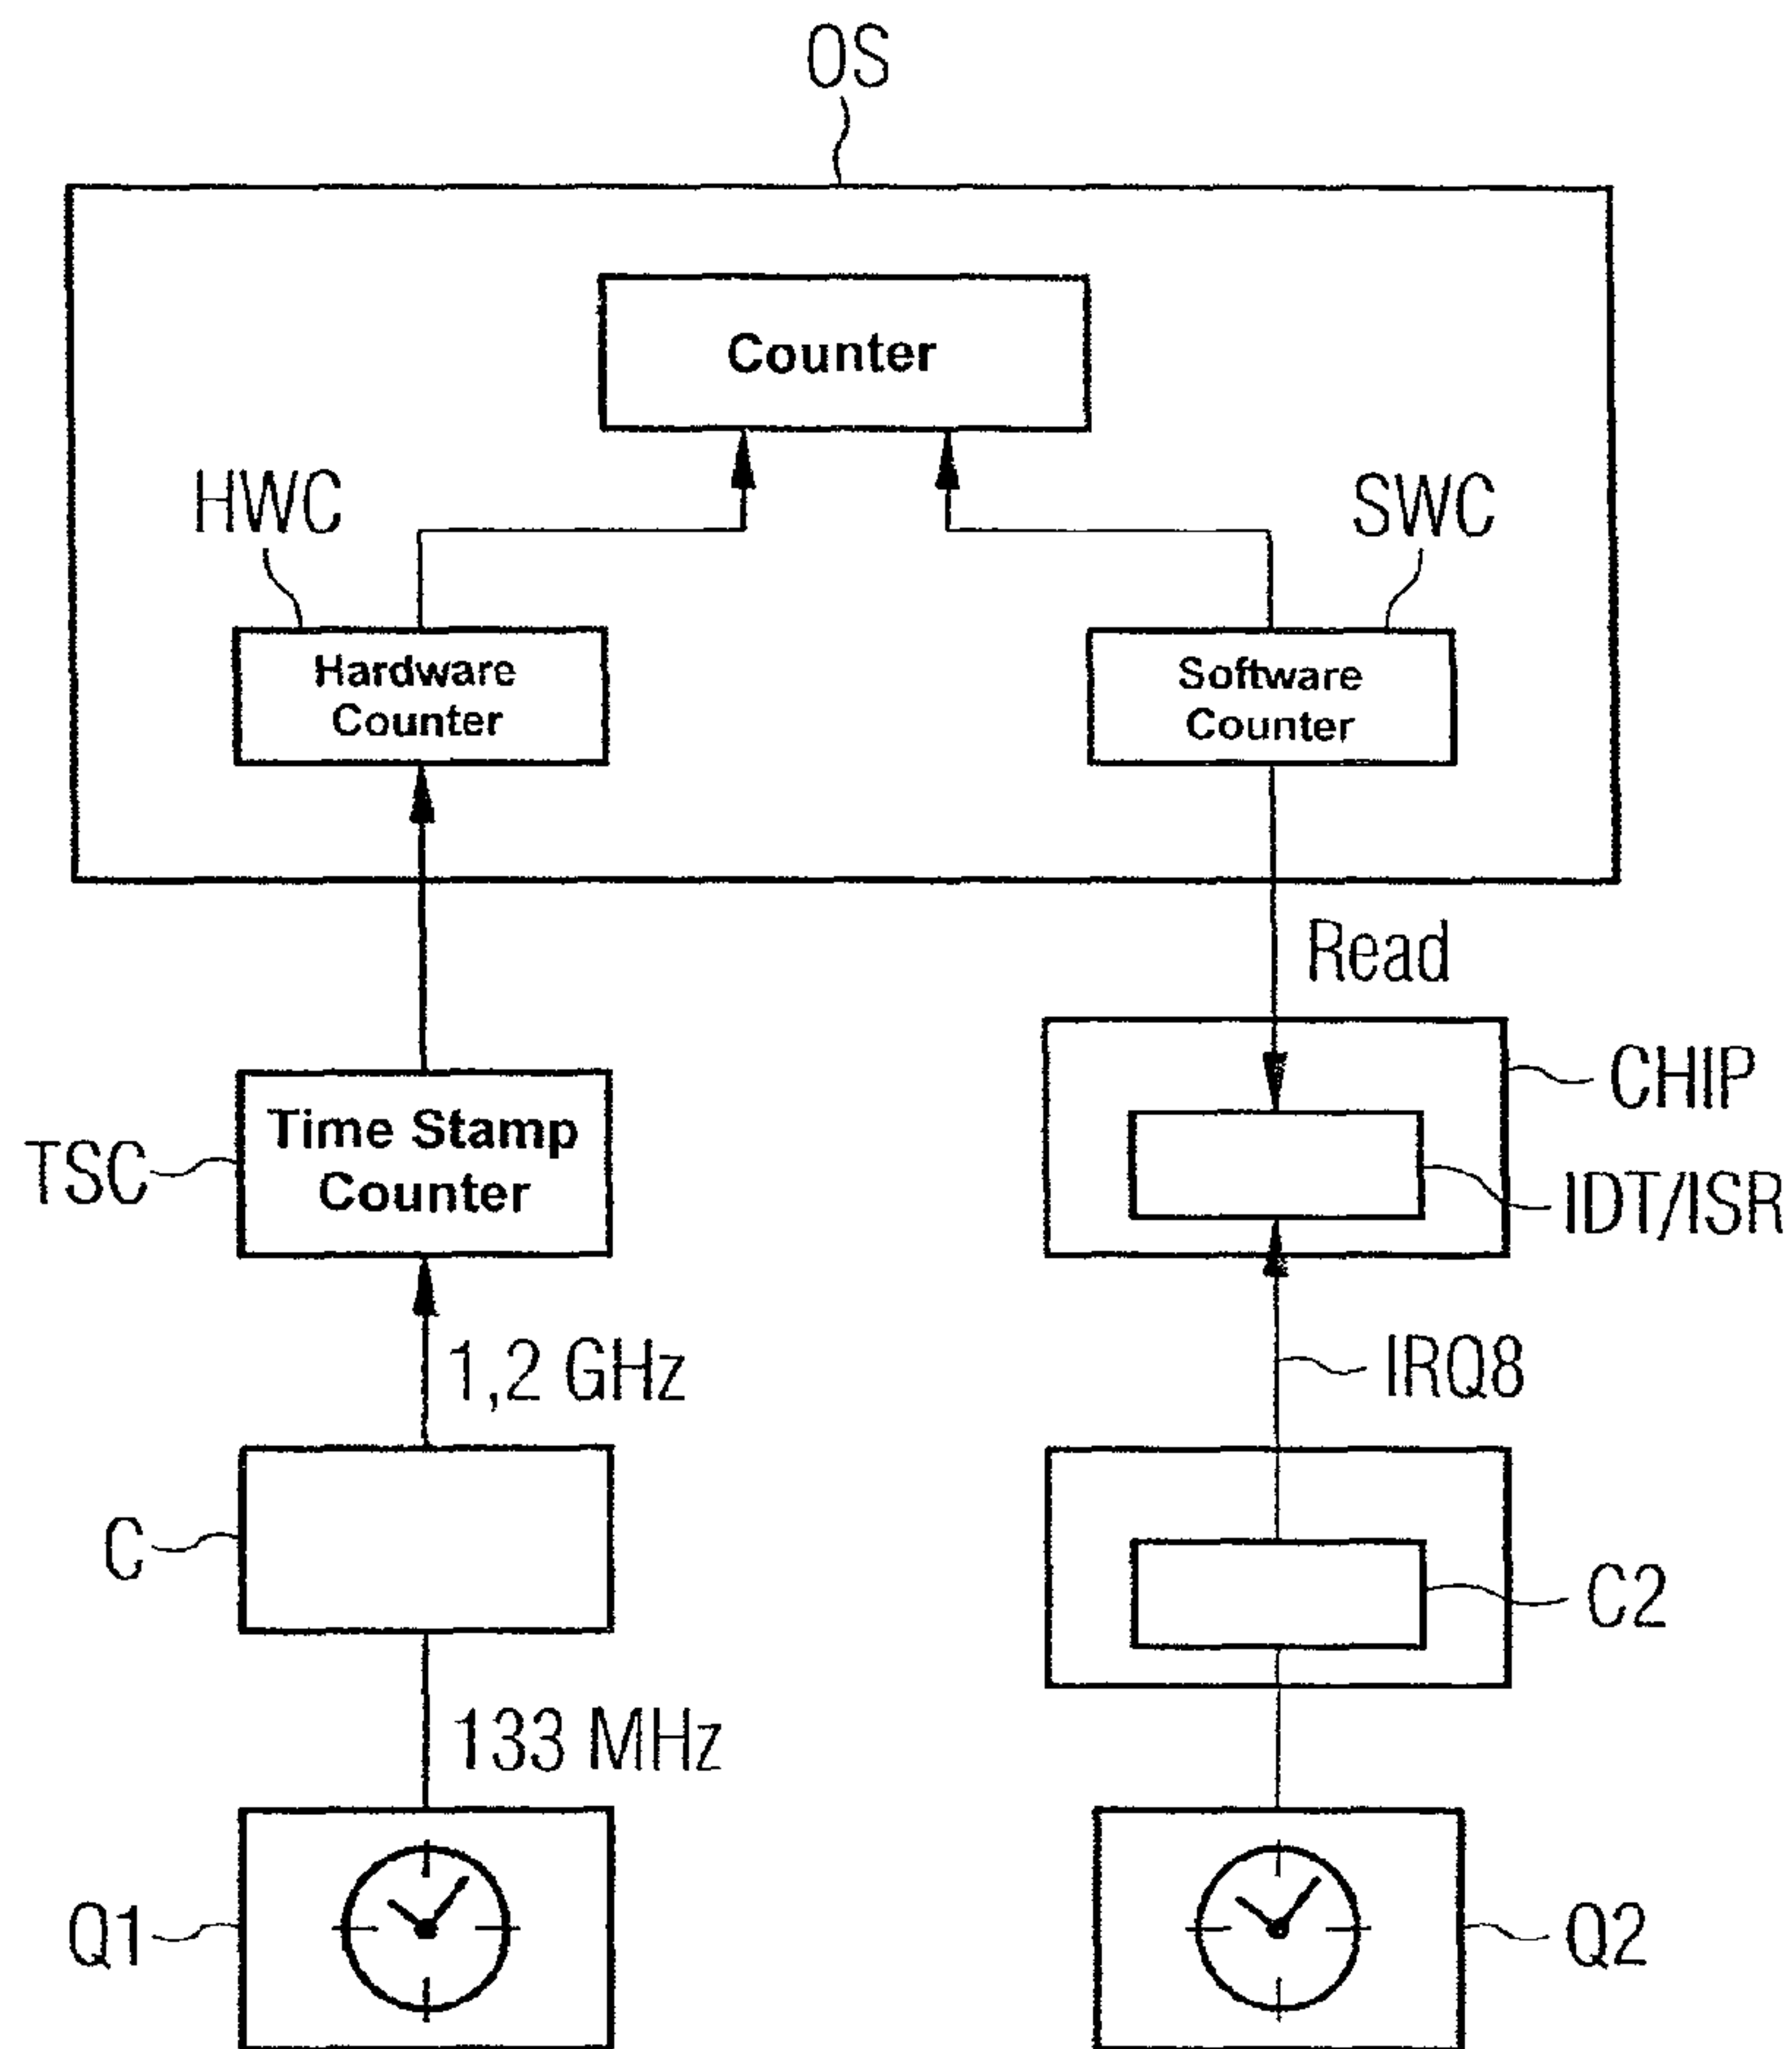 OS
Counter
HWC
SWC
Hardware
Counter
Software
Counter
Read
CHIP
TSC
Time Stamp
Counter
IDT/ISR
1,2 GHz
IRQ8
C
C2
133 MHz
Q1
Q2